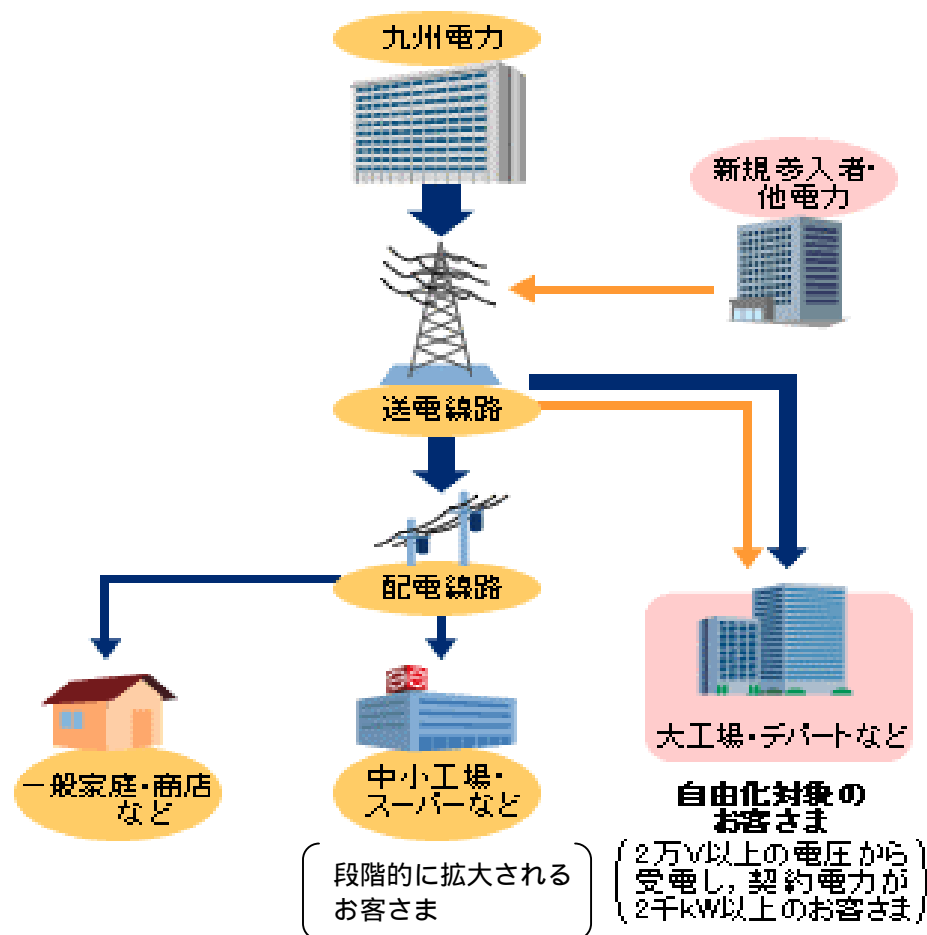 九州電力
新規参入者・
他電力
送電線路
配電線路
一般家庭・商店
など
中小工場・
スーパーなど
大工場・デパートなど
段階的に拡大される
お客さま
自由化対象の
お客さま
(2万V以上の電圧から
受電し,契約電力が
2千kW以上のお客さま)